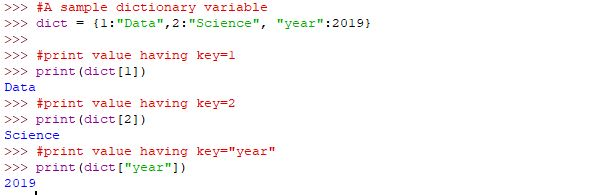 >>> #A sample dictionary variable
>>> dict = {1:"Data",2:"Science", "year":2019}
>>>
>>> #print value having key=1
>>> print(dict[1])
Data
>>> #print value having key=2
>>> print(dict[2])
Science
>>> #print value having key="year"
>>> print(dict["year"])
2019